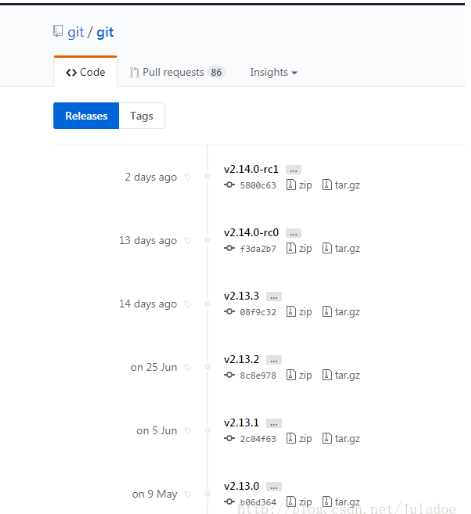 git / git
Code Pull requests 86 Insights
Releases Tags
2 days ago v2.14.0-rc1 ...
5800c63 zip tar.gz
13 days ago v2.14.0-rc0 ...
f3da2b7 zip tar.gz
14 days ago v2.13.3 ...
08f9c32 zip tar.gz
on 25 Jun v2.13.2 ...
8c8e978 zip tar.gz
on 5 Jun v2.13.1 ...
2c04f63 zip tar.gz
on 9 May v2.13.0 ...
b06d364 zip tar.gz
http://blog.csdn.net/Juladoe